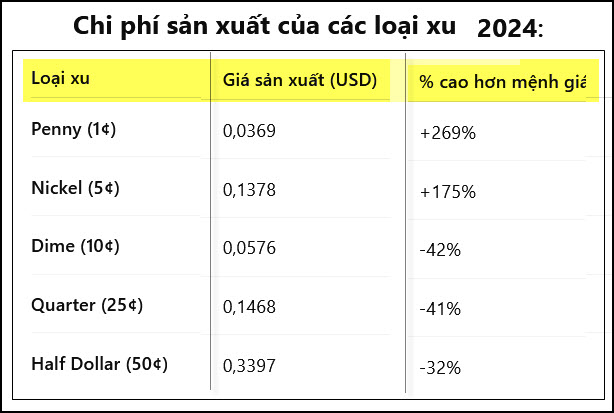 Chi phí sản xuất của các loại xu 2024:
Loại xu Giá sản xuất (USD) % cao hơn mệnh giá
Penny (1¢) 0,0369 +269%
Nickel (5¢) 0,1378 +175%
Dime (10¢) 0,0576 -42%
Quarter (25¢) 0,1468 -41%
Half Dollar (50¢) 0,3397 -32%